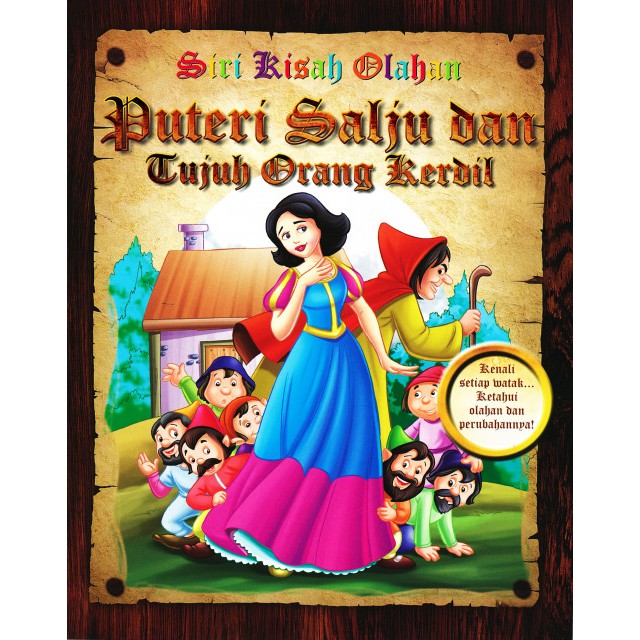 Siri Kisah Olahan
Puteri Salju dan
Tujuh Orang Kerdil
Kenali
setiap watak...
Ketahui
olahan dan
perubahannya!